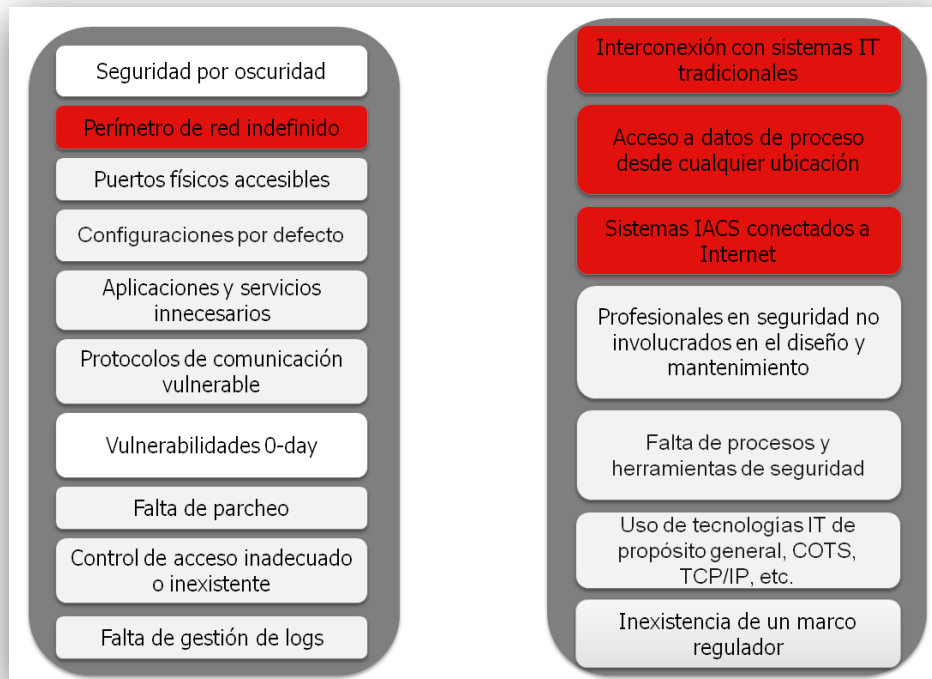 Seguridad por oscuridad
Perímetro de red indefinido
Puertos físicos accesibles
Configuraciones por defecto
Aplicaciones y servicios
innecesarios
Protocolos de comunicación
vulnerable
Vulnerabilidades 0-day
Falta de parcheo
Control de acceso inadecuado
o inexistente
Falta de gestión de logs
Interconexión con sistemas IT
tradicionales
Acceso a datos de proceso
desde cualquier ubicación
Sistemas IACS conectados a
Internet
Profesionales en seguridad no
involucrados en el diseño y
mantenimiento
Falta de procesos y
herramientas de seguridad
Uso de tecnologías IT de
propósito general, COTS,
TCP/IP, etc.
Inexistencia de un marco
regulador